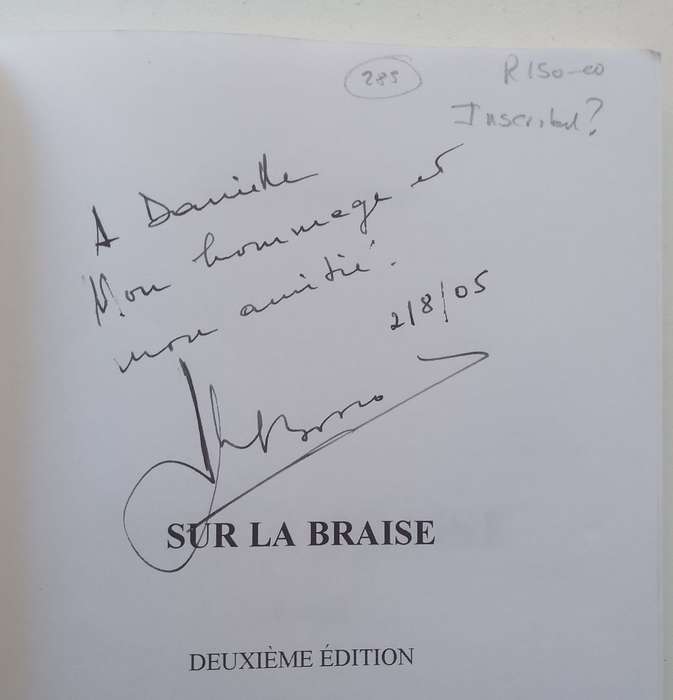 285
R150-00
Inscribed?
A Danielle
Mon hommage et
mon amitié.
2/8/05
SUR LA BRAISE
DEUXIÈME ÉDITION